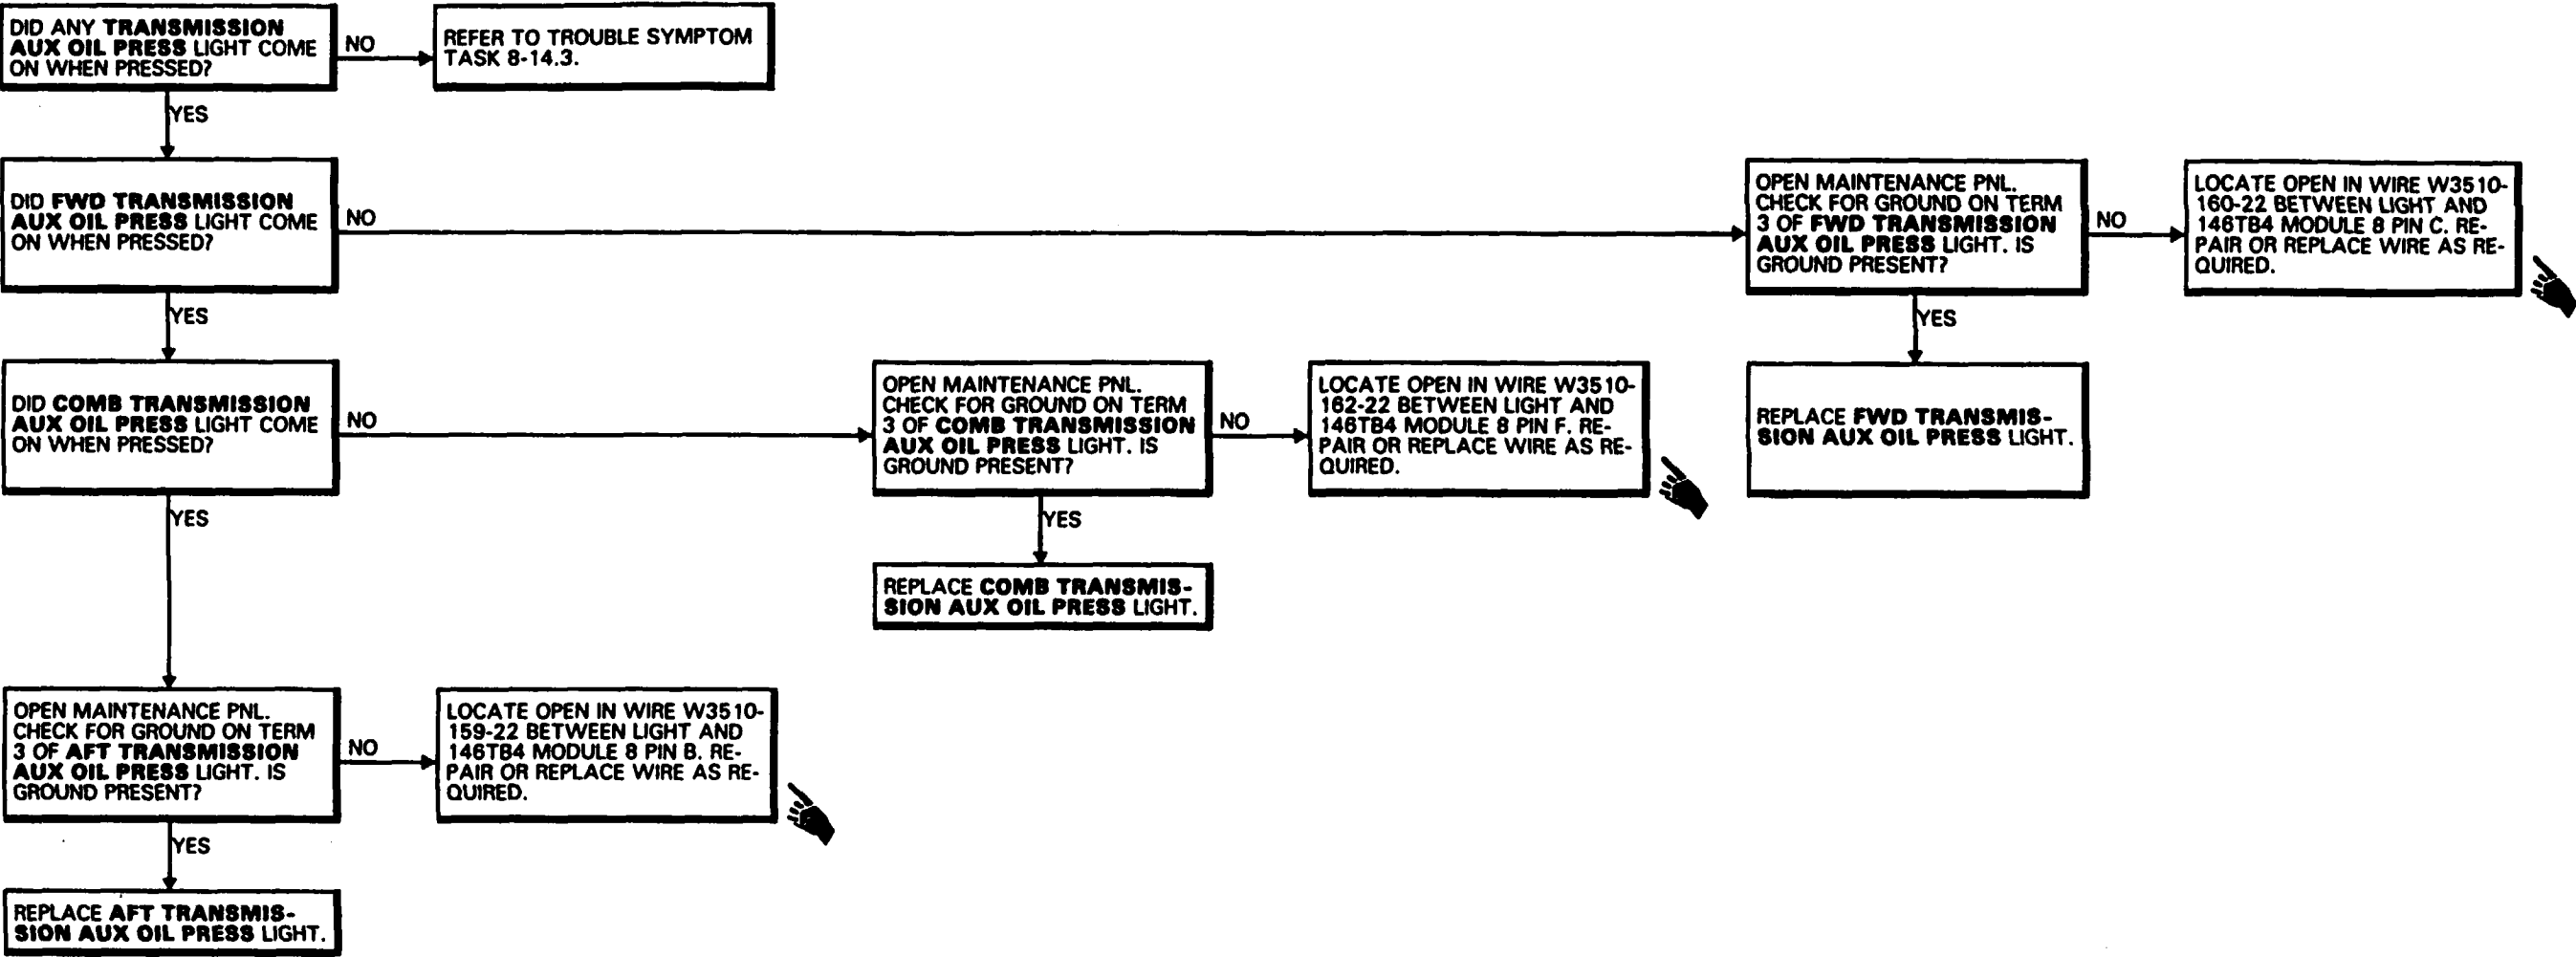 DID ANY TRANSMISSION
AUX OIL PRESS LIGHT COME
ON WHEN PRESSED?
NO
REFER TO TROUBLE SYMPTOM
TASK 8-14.3.
YES
DID FWD TRANSMISSION
AUX OIL PRESS LIGHT COME
ON WHEN PRESSED?
NO
OPEN MAINTENANCE PNL.
CHECK FOR GROUND ON TERM
3 OF FWD TRANSMISSION
AUX OIL PRESS LIGHT. IS
GROUND PRESENT?
NO
LOCATE OPEN IN WIRE W3510-
160-22 BETWEEN LIGHT AND
146TB4 MODULE 8 PIN C. RE-
PAIR OR REPLACE WIRE AS RE-
QUIRED.
YES
YES
DID COMB TRANSMISSION
AUX OIL PRESS LIGHT COME
ON WHEN PRESSED?
NO
OPEN MAINTENANCE PNL.
CHECK FOR GROUND ON TERM
3 OF COMB TRANSMISSION
AUX OIL PRESS LIGHT. IS
GROUND PRESENT?
NO
LOCATE OPEN IN WIRE W3510-
162-22 BETWEEN LIGHT AND
146TB4 MODULE 8 PIN F. RE-
PAIR OR REPLACE WIRE AS RE-
QUIRED.
REPLACE FWD TRANSMIS-
SION AUX OIL PRESS LIGHT.
YES
YES
REPLACE COMB TRANSMIS-
SION AUX OIL PRESS LIGHT.
OPEN MAINTENANCE PNL.
CHECK FOR GROUND ON TERM
3 OF AFT TRANSMISSION
AUX OIL PRESS LIGHT. IS
GROUND PRESENT?
NO
LOCATE OPEN IN WIRE W3510-
159-22 BETWEEN LIGHT AND
146TB4 MODULE 8 PIN B. RE-
PAIR OR REPLACE WIRE AS RE-
QUIRED.
YES
REPLACE AFT TRANSMIS-
SION AUX OIL PRESS LIGHT.